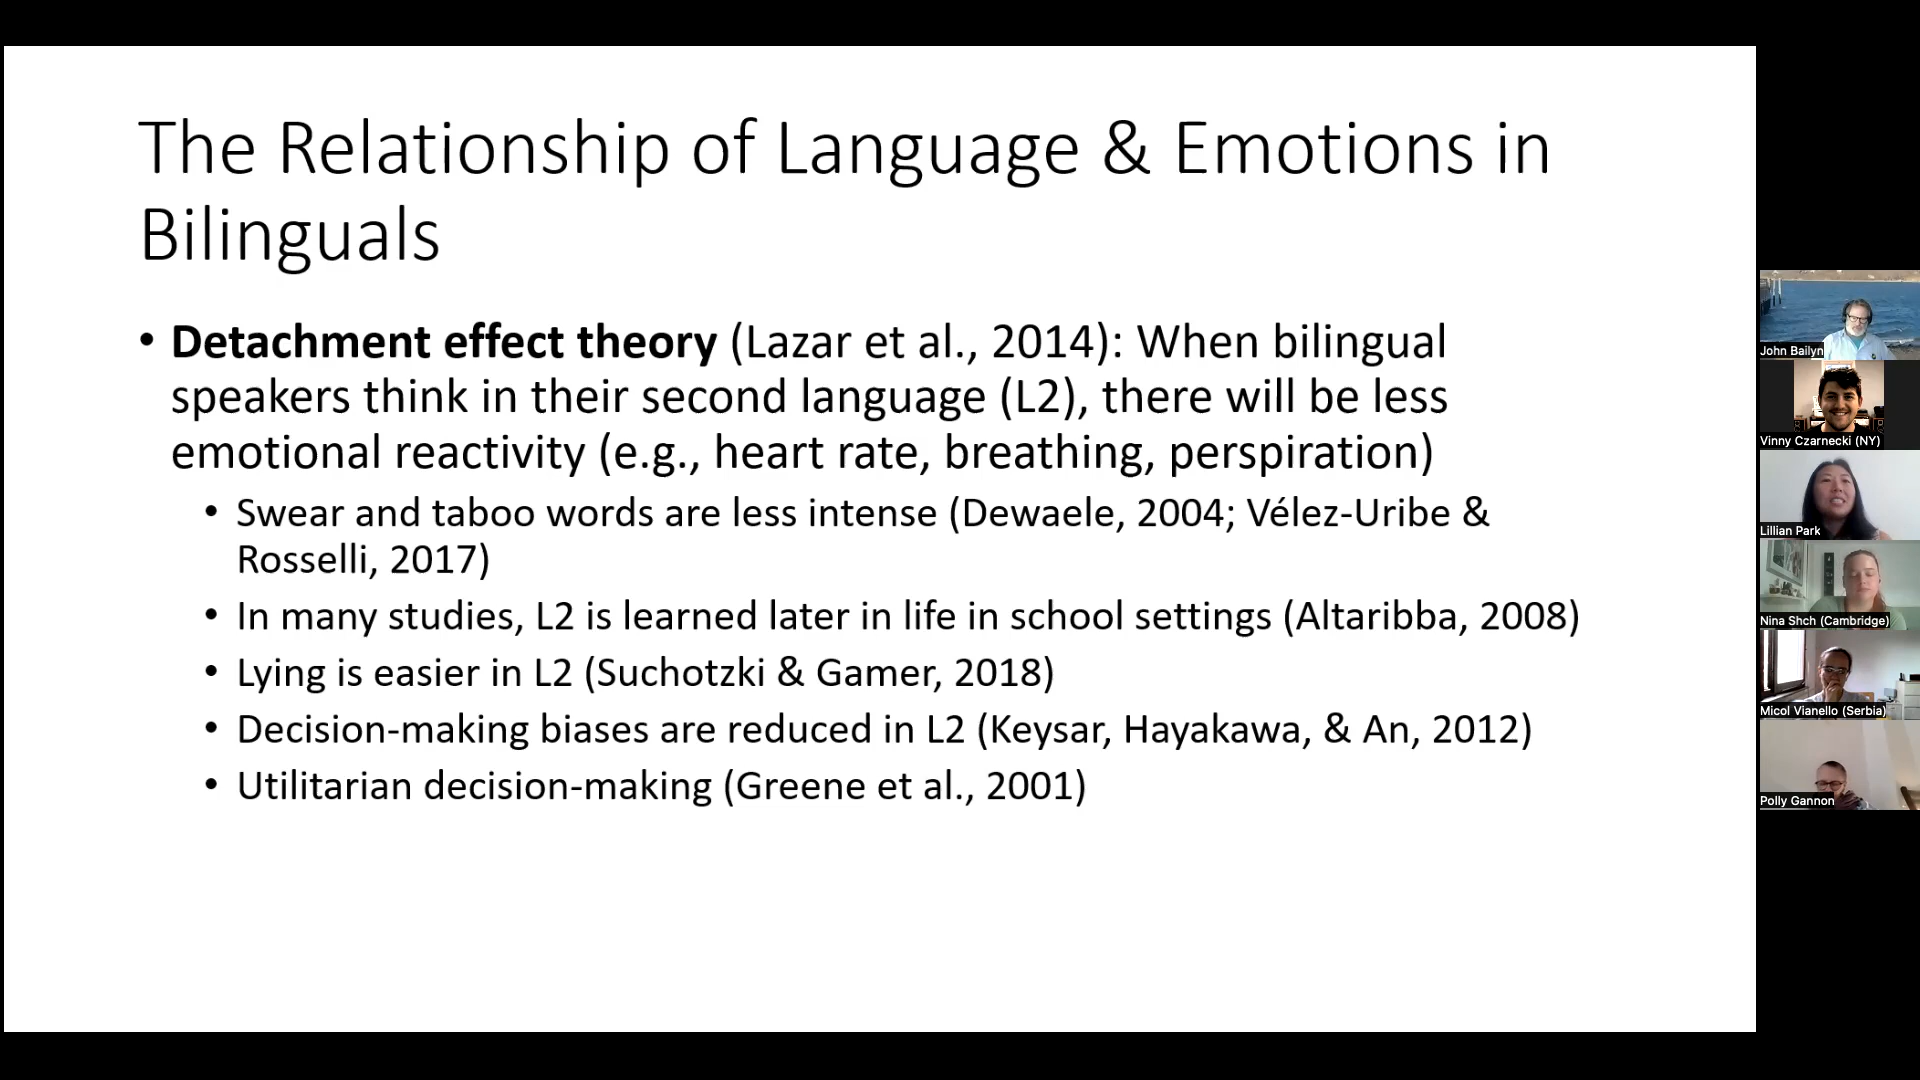 The Relationship of Language & Emotions in
Bilinguals
• Detachment effect theory (Lazar et al., 2014): When bilingual
speakers think in their second language (L2), there will be less
emotional reactivity (e.g., heart rate, breathing, perspiration)
• Swear and taboo words are less intense (Dewaele, 2004; Vélez-Uribe &
Rosselli, 2017)
• In many studies, L2 is learned later in life in school settings (Altaribba, 2008)
• Lying is easier in L2 (Suchotzki & Gamer, 2018)
• Decision-making biases are reduced in L2 (Keysar, Hayakawa, & An, 2012)
• Utilitarian decision-making (Greene et al., 2001)
John Bailyn
Vinny Czarnecki (NY)
Lillian Park
Nina Shch (Cambridge)
Micol Vianello (Serbia)
Polly Gannon